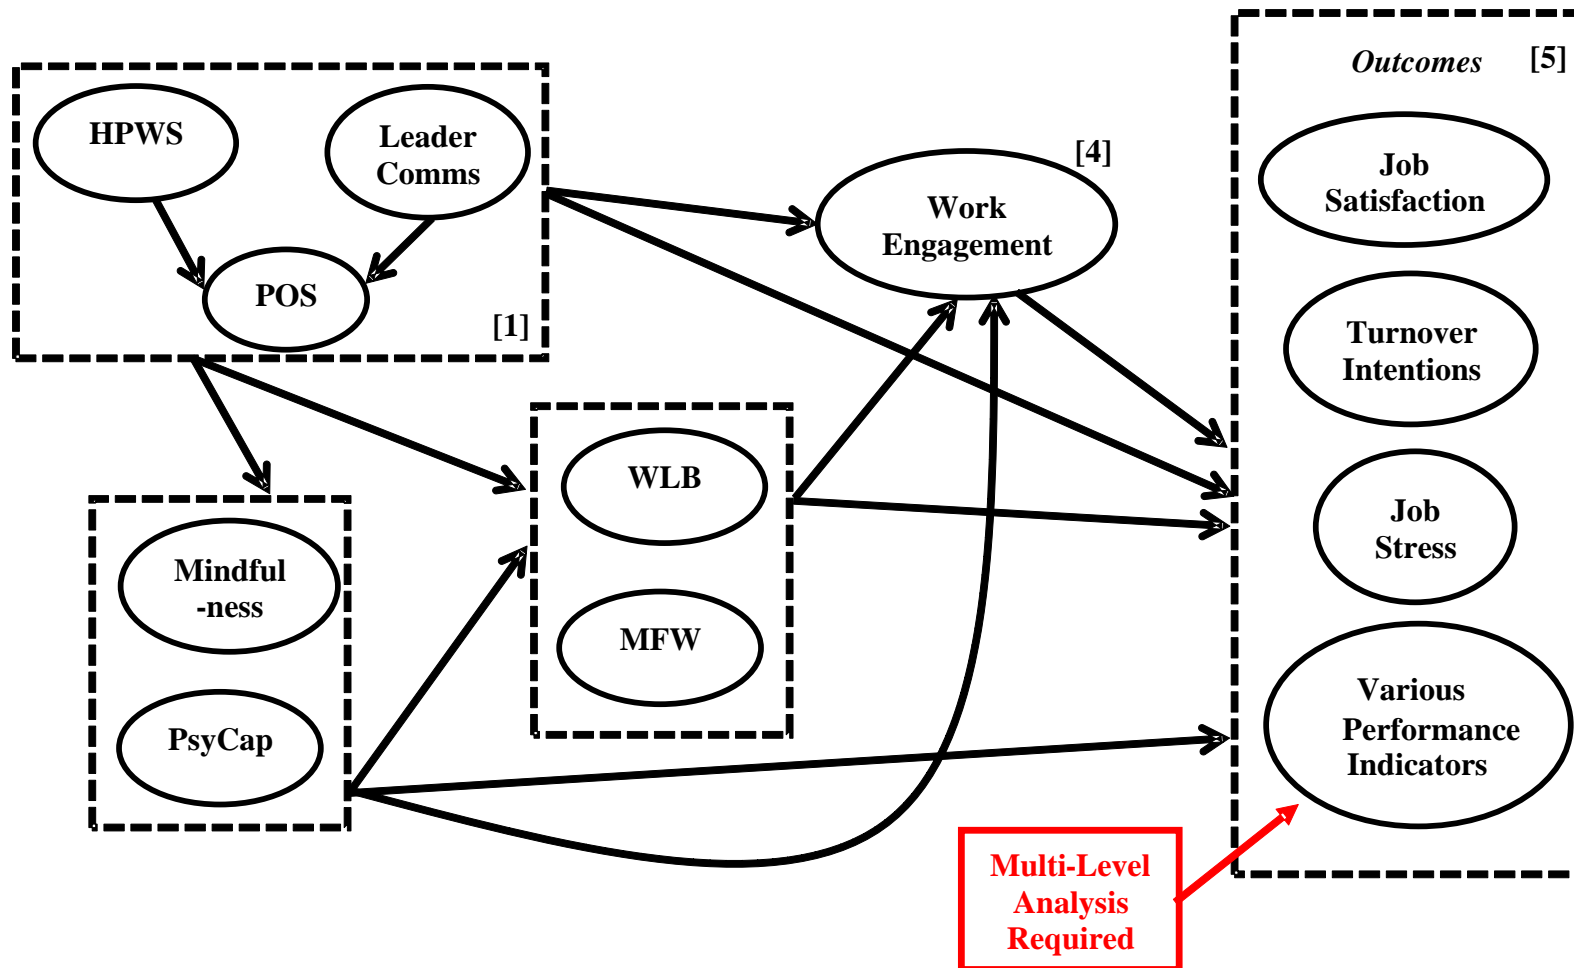 HPWS
Leader
Comms
POS
[1]
Mindful
-ness
PsyCap
WLB
MFW
[4]
Work
Engagement
Outcomes
[5]
Job
Satisfaction
Turnover
Intentions
Job
Stress
Various
Performance
Indicators
Multi-Level
Analysis
Required